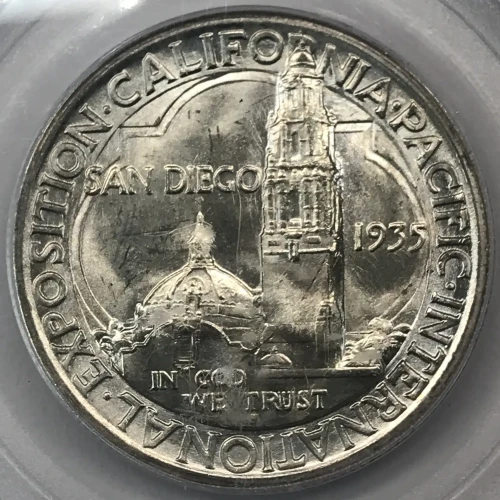 CALIFORNIA · PACIFIC · INTERNATIONAL · EXPOSITION ·
SAN DIEGO
1935
IN GOD
WE TRUST